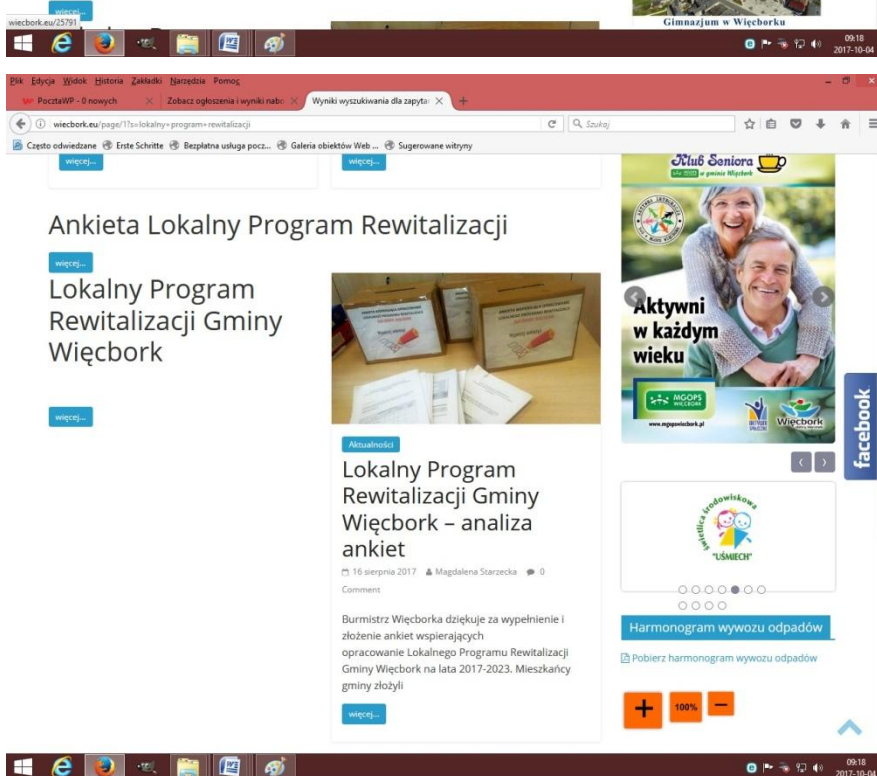 więcej...
wiecbork.eu/25791
Gimnazjum w Więcborku
09:18
2017-10-04
Plik Edycja Widok Historia Zakładki Narzędzia Pomoc
PocztaWP - 0 nowych
Zobacz ogłoszenia i wyniki nabo
Wyniki wyszukiwania dla zapyta
wiecbork.eu/page/1?s=lokalny+program+rewitalizacji
Szukaj
Często odwiedzane Erste Schritte Bezpłatna usługa pocz... Galeria obiektów Web ... Sugerowane witryny
więcej...
więcej...
Ankieta Lokalny Program Rewitalizacji
więcej...
Lokalny Program
Rewitalizacji Gminy
Więcbork
więcej...
Aktualności
Lokalny Program
Rewitalizacji Gminy
Więcbork – analiza
ankiet
16 sierpnia 2017 Magdalena Starzecka 0
Comment
Burmistrz Więcborka dziękuje za wypełnienie i
złożenie ankiet wspierających
opracowanie Lokalnego Programu Rewitalizacji
Gminy Więcbork na lata 2017-2023. Mieszkańcy
gminy złożyli
więcej...
Klub Seniora
w gminie Więcbork
Aktywni
w każdym
wieku
MGOPS
WIĘCBORK
www.mgopswiecbork.pl
Więcbork
facebook
świetlica środowiskowa
"UŚMIECH"
Harmonogram wywozu odpadów
Pobierz harmonogram wywozu odpadów
+ 100% −
09:18
2017-10-04